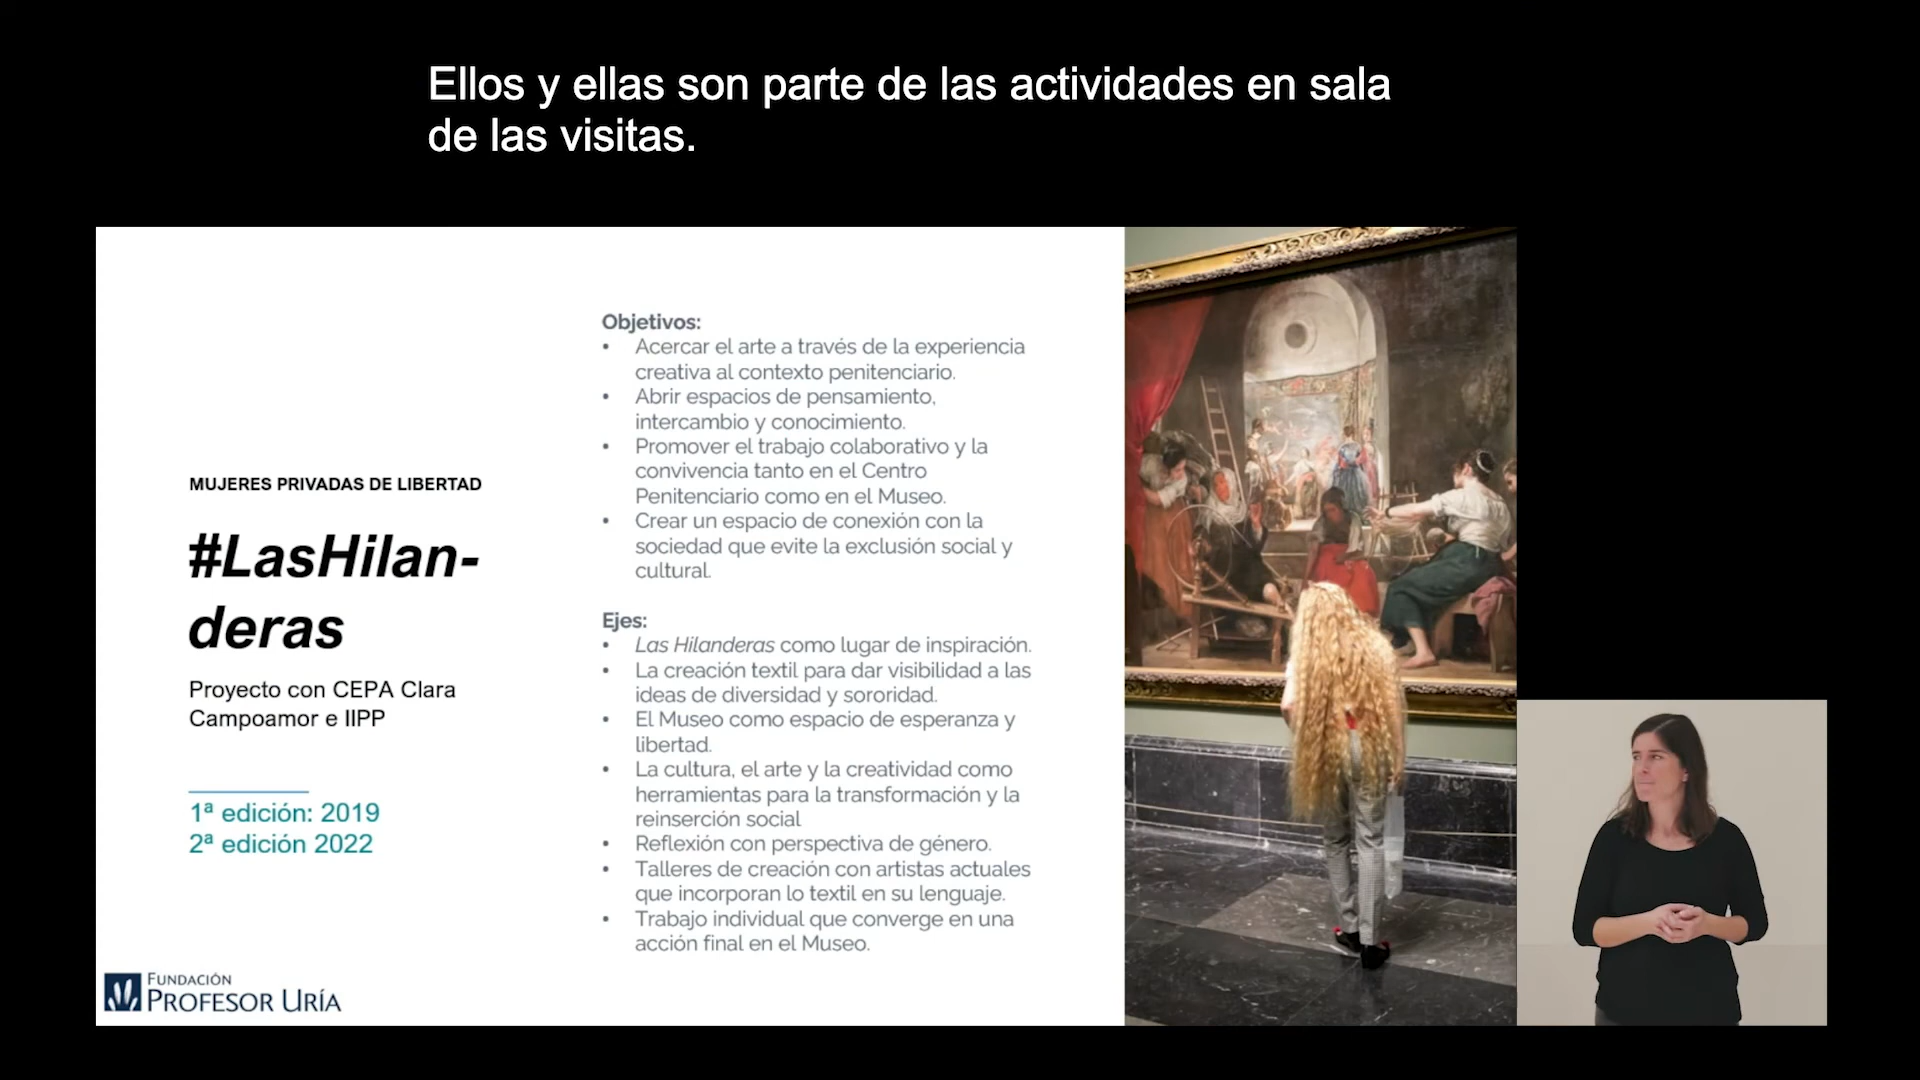 Ellos y ellas son parte de las actividades en sala
de las visitas.
MUJERES PRIVADAS DE LIBERTAD
#LasHilan-
deras
Proyecto con CEPA Clara
Campoamor e IIPP
1ª edición: 2019
2ª edición 2022
FUNDACIÓN
PROFESOR URÍA
Objetivos:
• Acercar el arte a través de la experiencia
creativa al contexto penitenciario.
• Abrir espacios de pensamiento,
intercambio y conocimiento.
• Promover el trabajo colaborativo y la
convivencia tanto en el Centro
Penitenciario como en el Museo.
• Crear un espacio de conexión con la
sociedad que evite la exclusión social y
cultural.
Ejes:
• Las Hilanderas como lugar de inspiración.
• La creación textil para dar visibilidad a las
ideas de diversidad y sororidad.
• El Museo como espacio de esperanza y
libertad.
• La cultura, el arte y la creatividad como
herramientas para la transformación y la
reinserción social
• Reflexión con perspectiva de género.
• Talleres de creación con artistas actuales
que incorporan lo textil en su lenguaje.
• Trabajo individual que converge en una
acción final en el Museo.